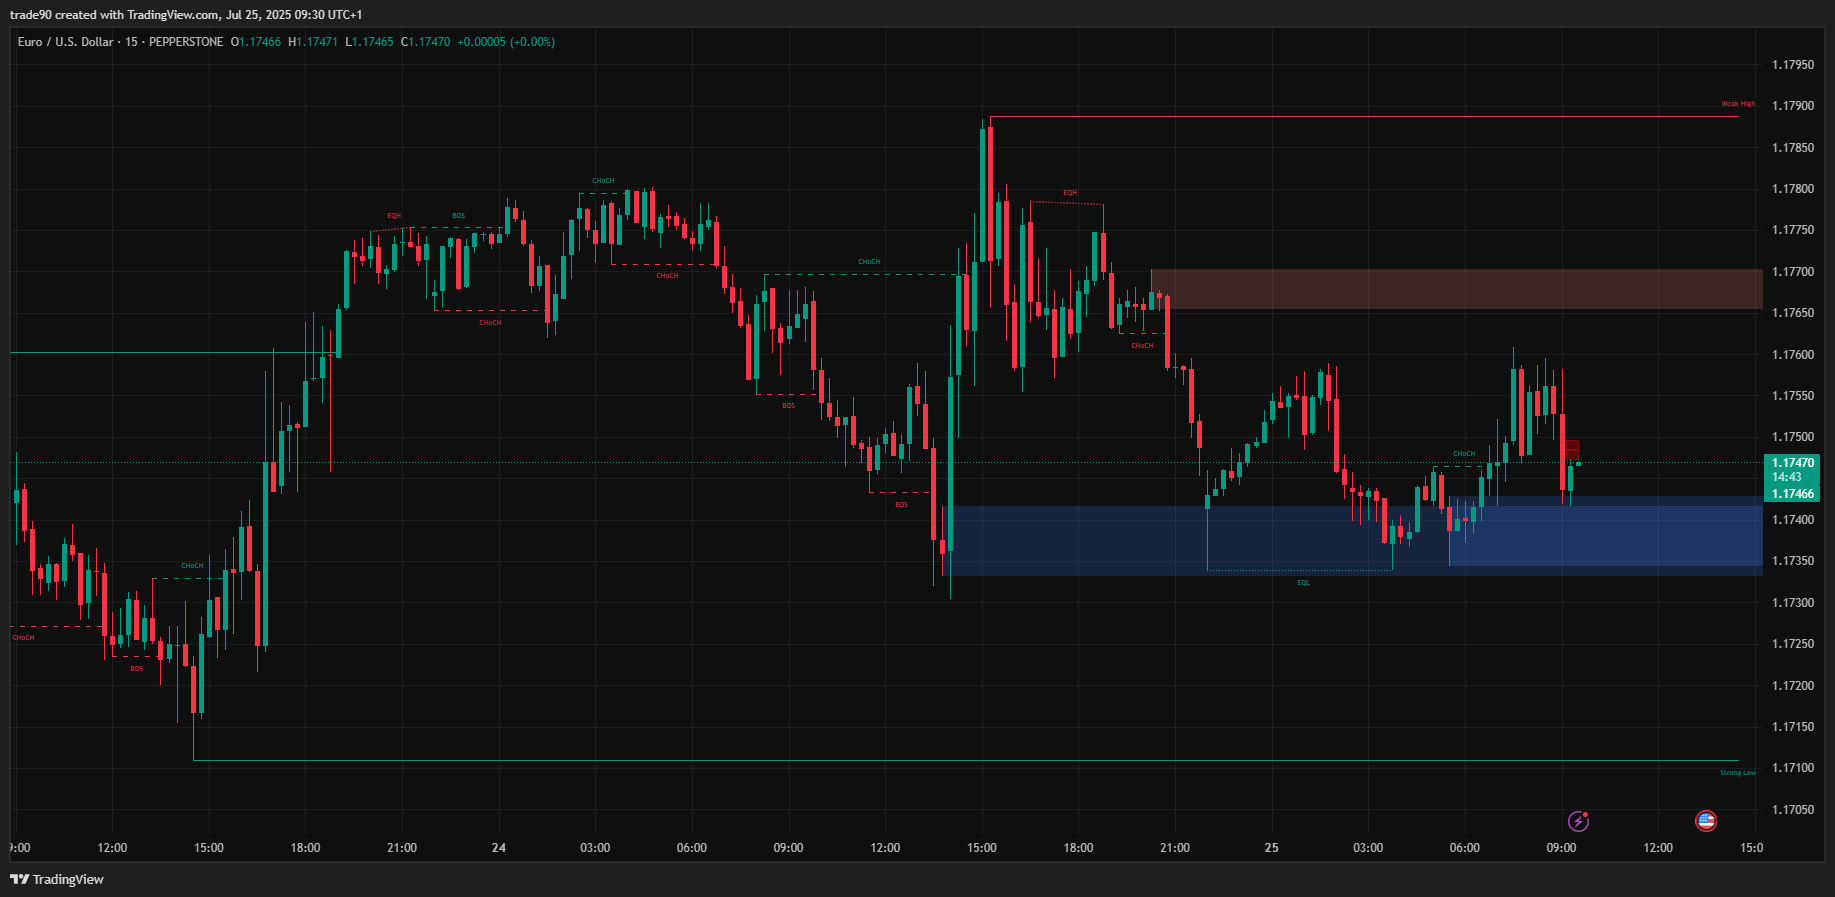 trade90 created with TradingView.com, Jul 25, 2025 09:30 UTC+1
Euro / U.S. Dollar · 15 · PEPPERSTONE O1.17466 H1.17471 L1.17465 C1.17470 +0.00005 (+0.00%)
1.17950
Weak High
1.17900
1.17850
CHoCH
1.17800
EQH
EQH
BOS
1.17750
CHoCH
CHoCH
1.17700
CHoCH
1.17650
CHoCH
1.17600
1.17550
BOS
1.17500
CHoCH
1.17470
14:43
1.17466
BOS
1.17400
CHoCH
1.17350
EQL
1.17300
CHoCH
1.17250
BOS
1.17200
1.17150
1.17100
Strong Low
1.17050
9:00 12:00 15:00 18:00 21:00 24 03:00 06:00 09:00 12:00 15:00 18:00 21:00 25 03:00 06:00 09:00 12:00 15:0
TradingView